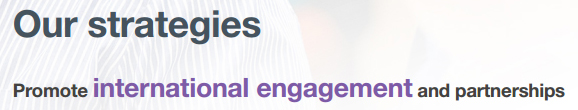 Our strategies
Promote international engagement and partnerships